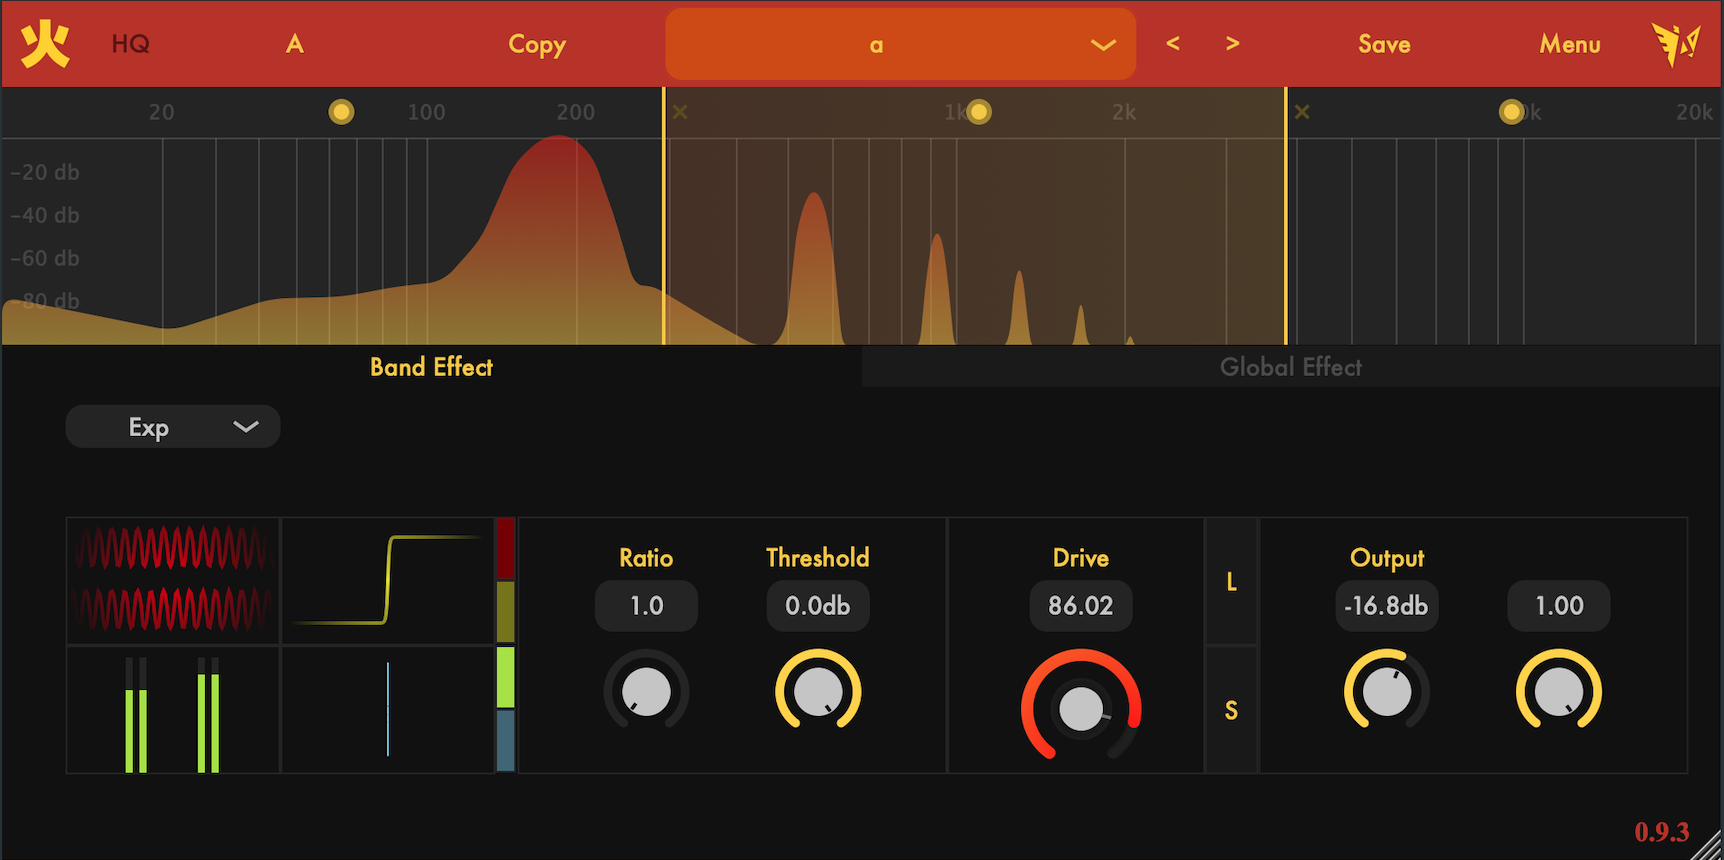 火 HQ A Copy a < > Save Menu
20 100 200 × 1k 2k × 20k
-20 db
-40 db
-60 db
-80 db
Band Effect Global Effect
Exp
Ratio Threshold Drive Output
1.0 0.0db 86.02 L -16.8db 1.00
S
0.9.3